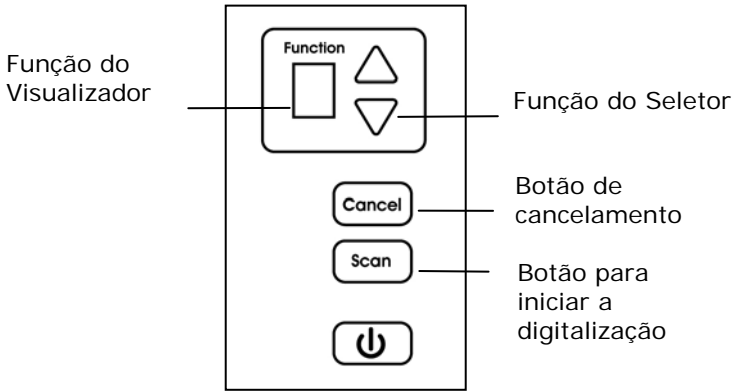 Function
Função do
Visualizador
Função do Seletor
Cancel
Botão de
cancelamento
Scan
Botão para
iniciar a
digitalização